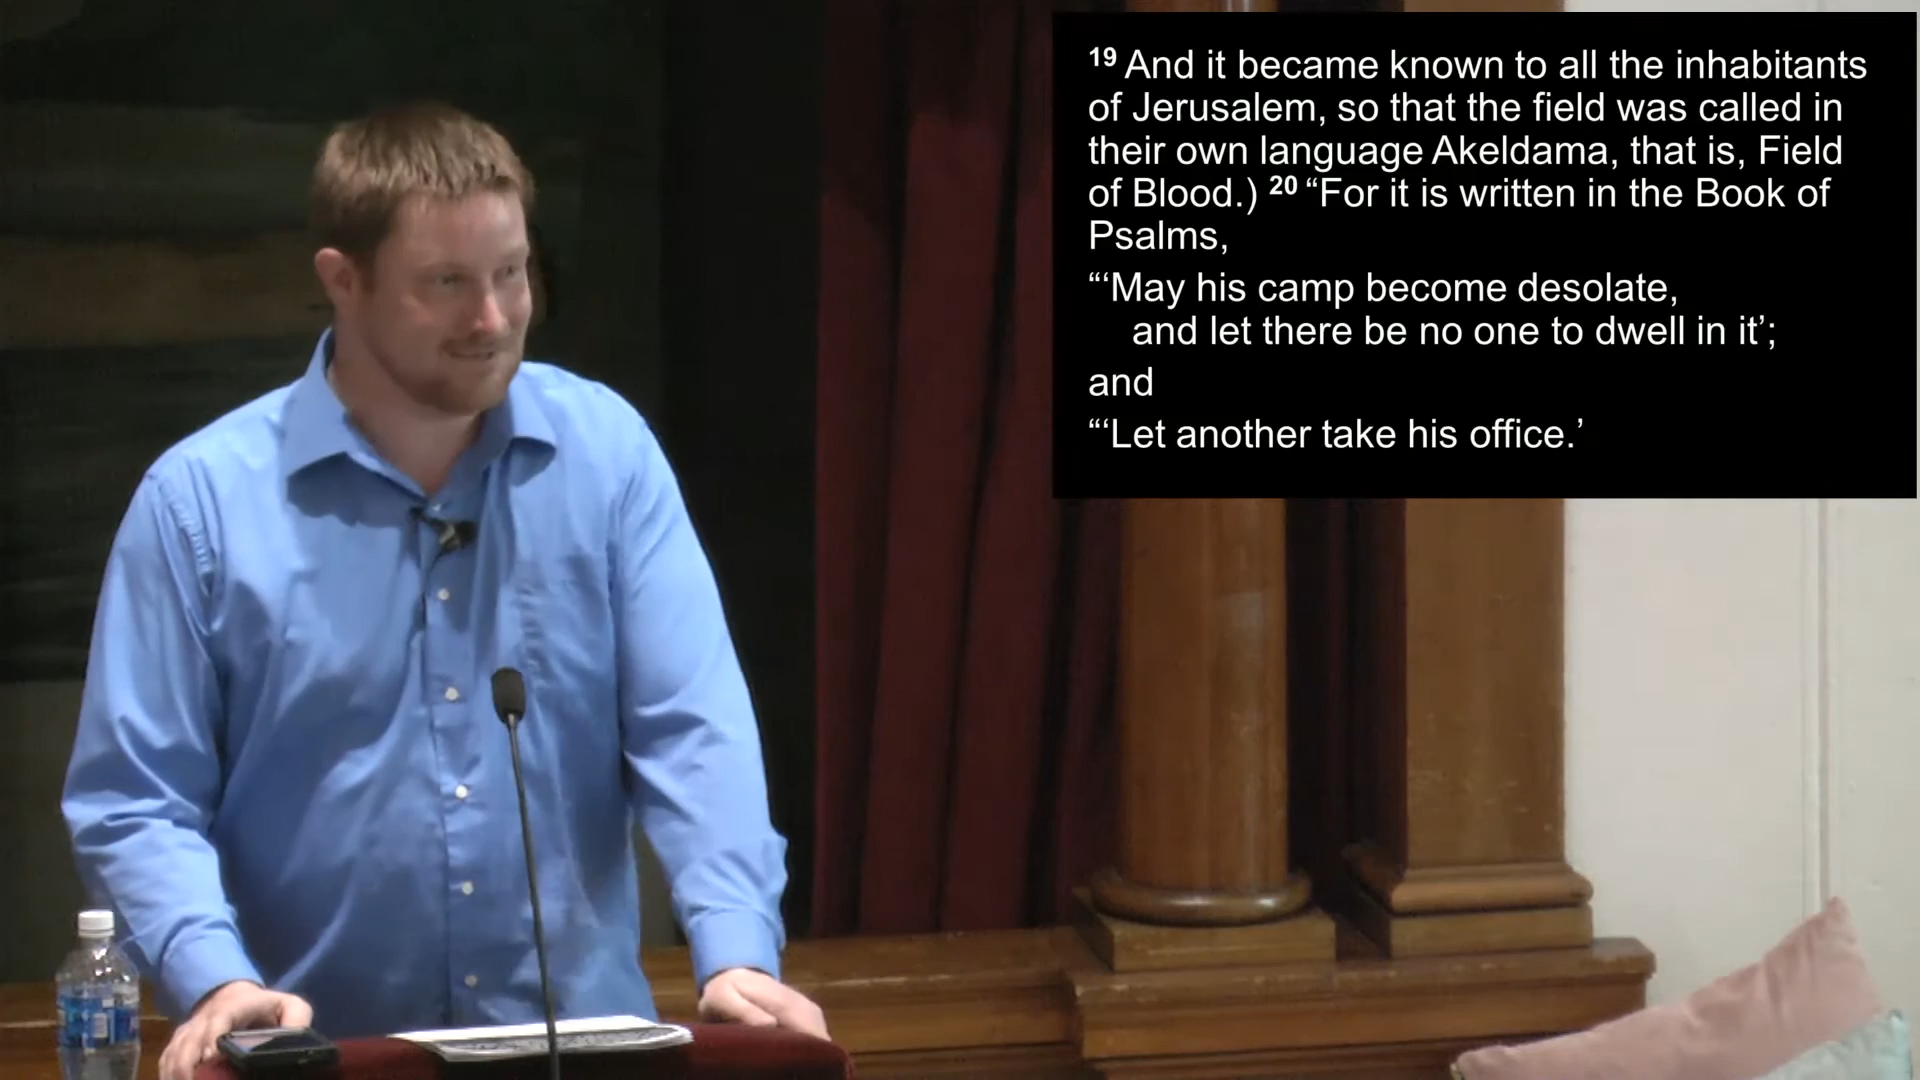 19 And it became known to all the inhabitants
of Jerusalem, so that the field was called in
their own language Akeldama, that is, Field
of Blood.) 20 “For it is written in the Book of
Psalms,
“‘May his camp become desolate,
and let there be no one to dwell in it’;
and
“‘Let another take his office.’